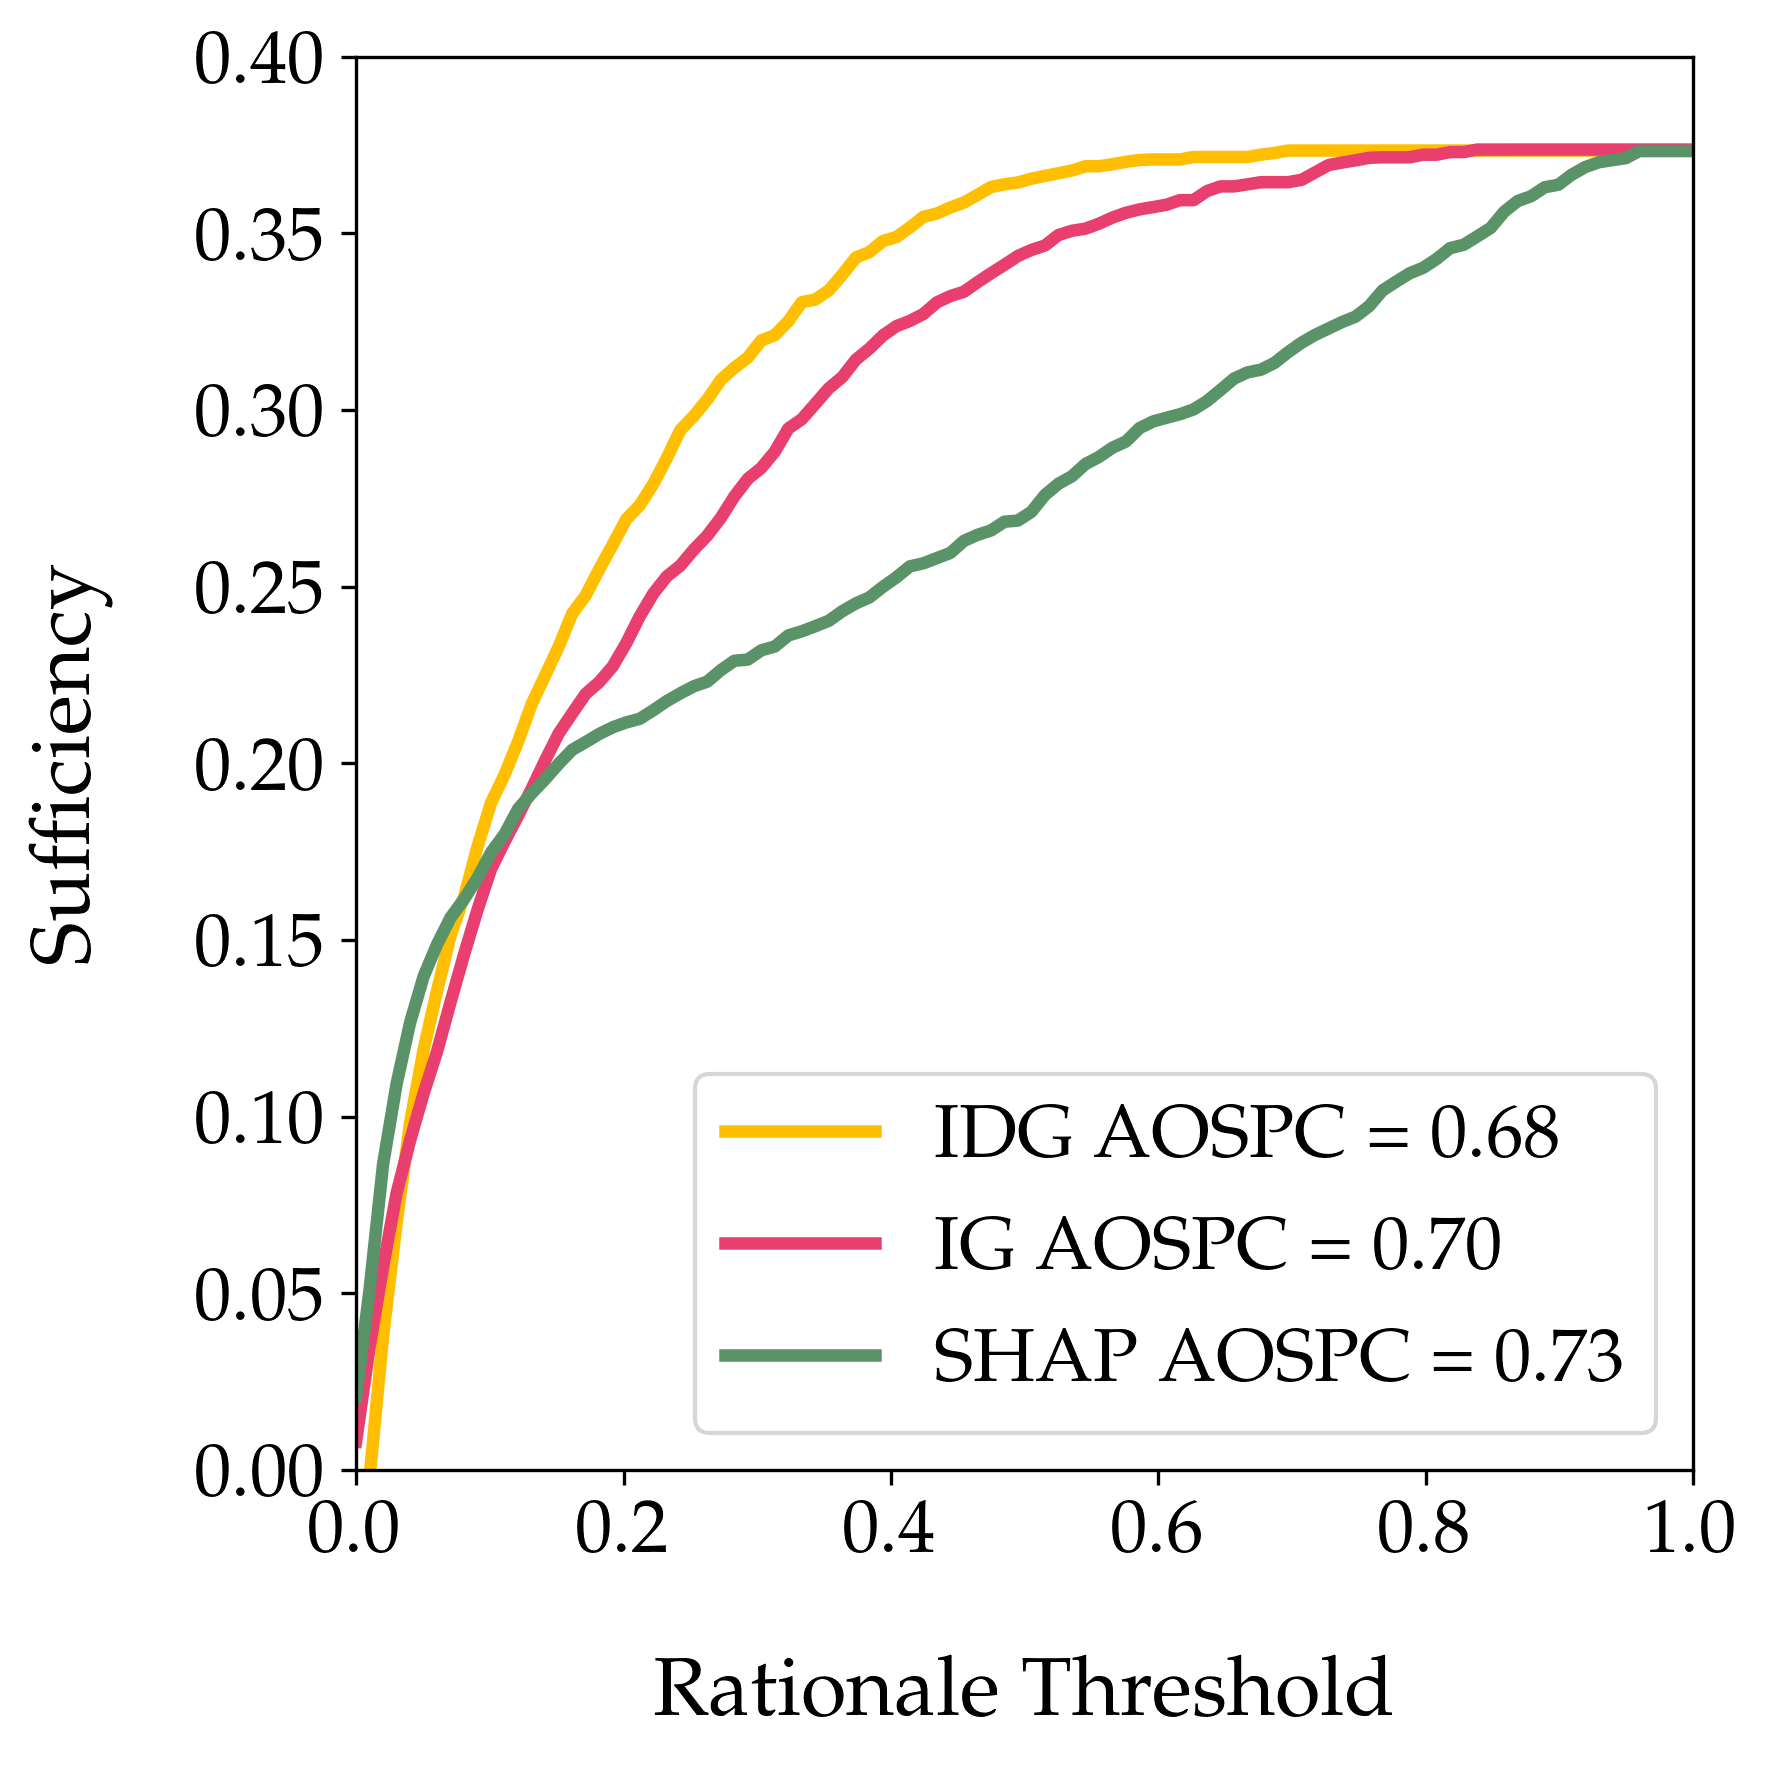 0.40
0.35
0.30
0.25
0.20
0.15
0.10
0.05
0.00
Sufficiency
IDG AOSPC = 0.68
IG AOSPC = 0.70
SHAP AOSPC = 0.73
0.0 0.2 0.4 0.6 0.8 1.0
Rationale Threshold